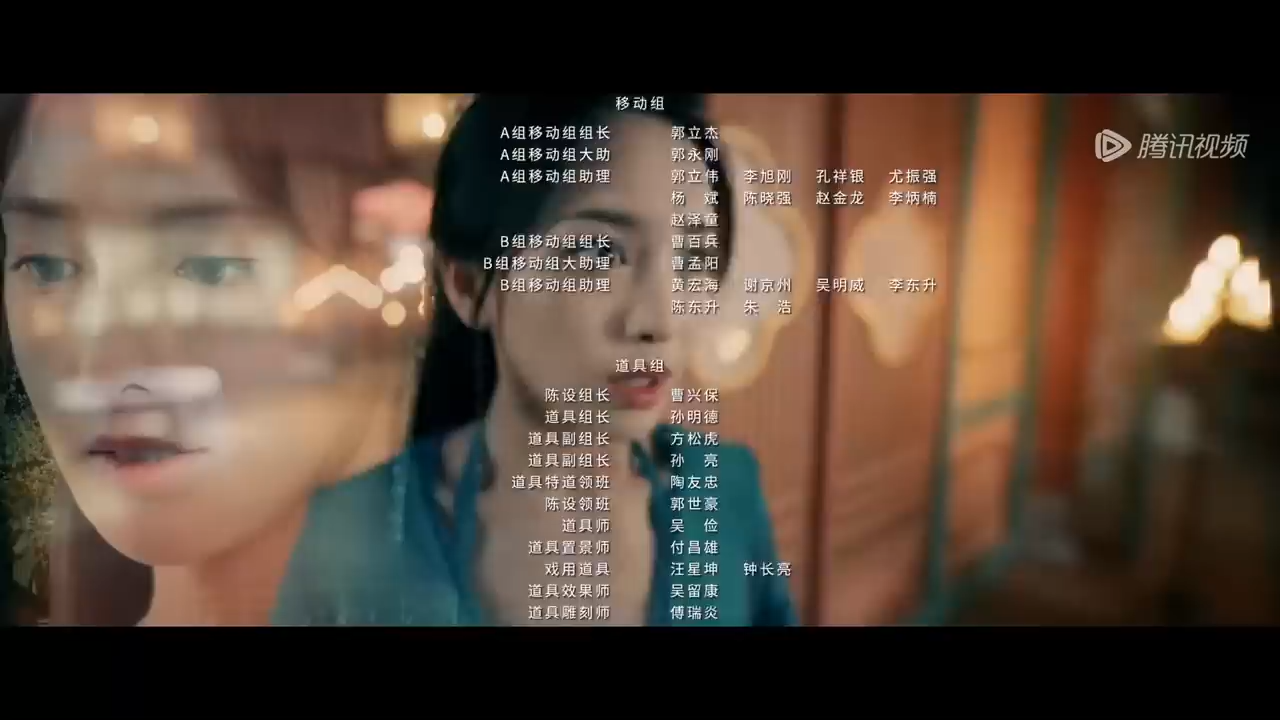 移动组
腾讯视频
A组移动组组长 郭立杰
A组移动组大助 郭永刚
A组移动组助理 郭立伟 李旭刚 孔祥银 尤振强
杨 斌 陈晓强 赵金龙 李炳楠
赵泽童
B组移动组组长 曹百兵
B组移动组大助理 曹孟阳
B组移动组助理 黄宏海 谢京州 吴明威 李东升
陈东升 朱 浩
道具组
陈设组长 曹兴保
道具组长 孙明德
道具副组长 方松虎
道具副组长 孙 亮
道具特道领班 陶友忠
陈设领班 郭世豪
道具师 吴 俭
道具置景师 付昌雄
戏用道具 汪星坤 钟长亮
道具效果师 吴留康
道具雕刻师 傅瑞炎